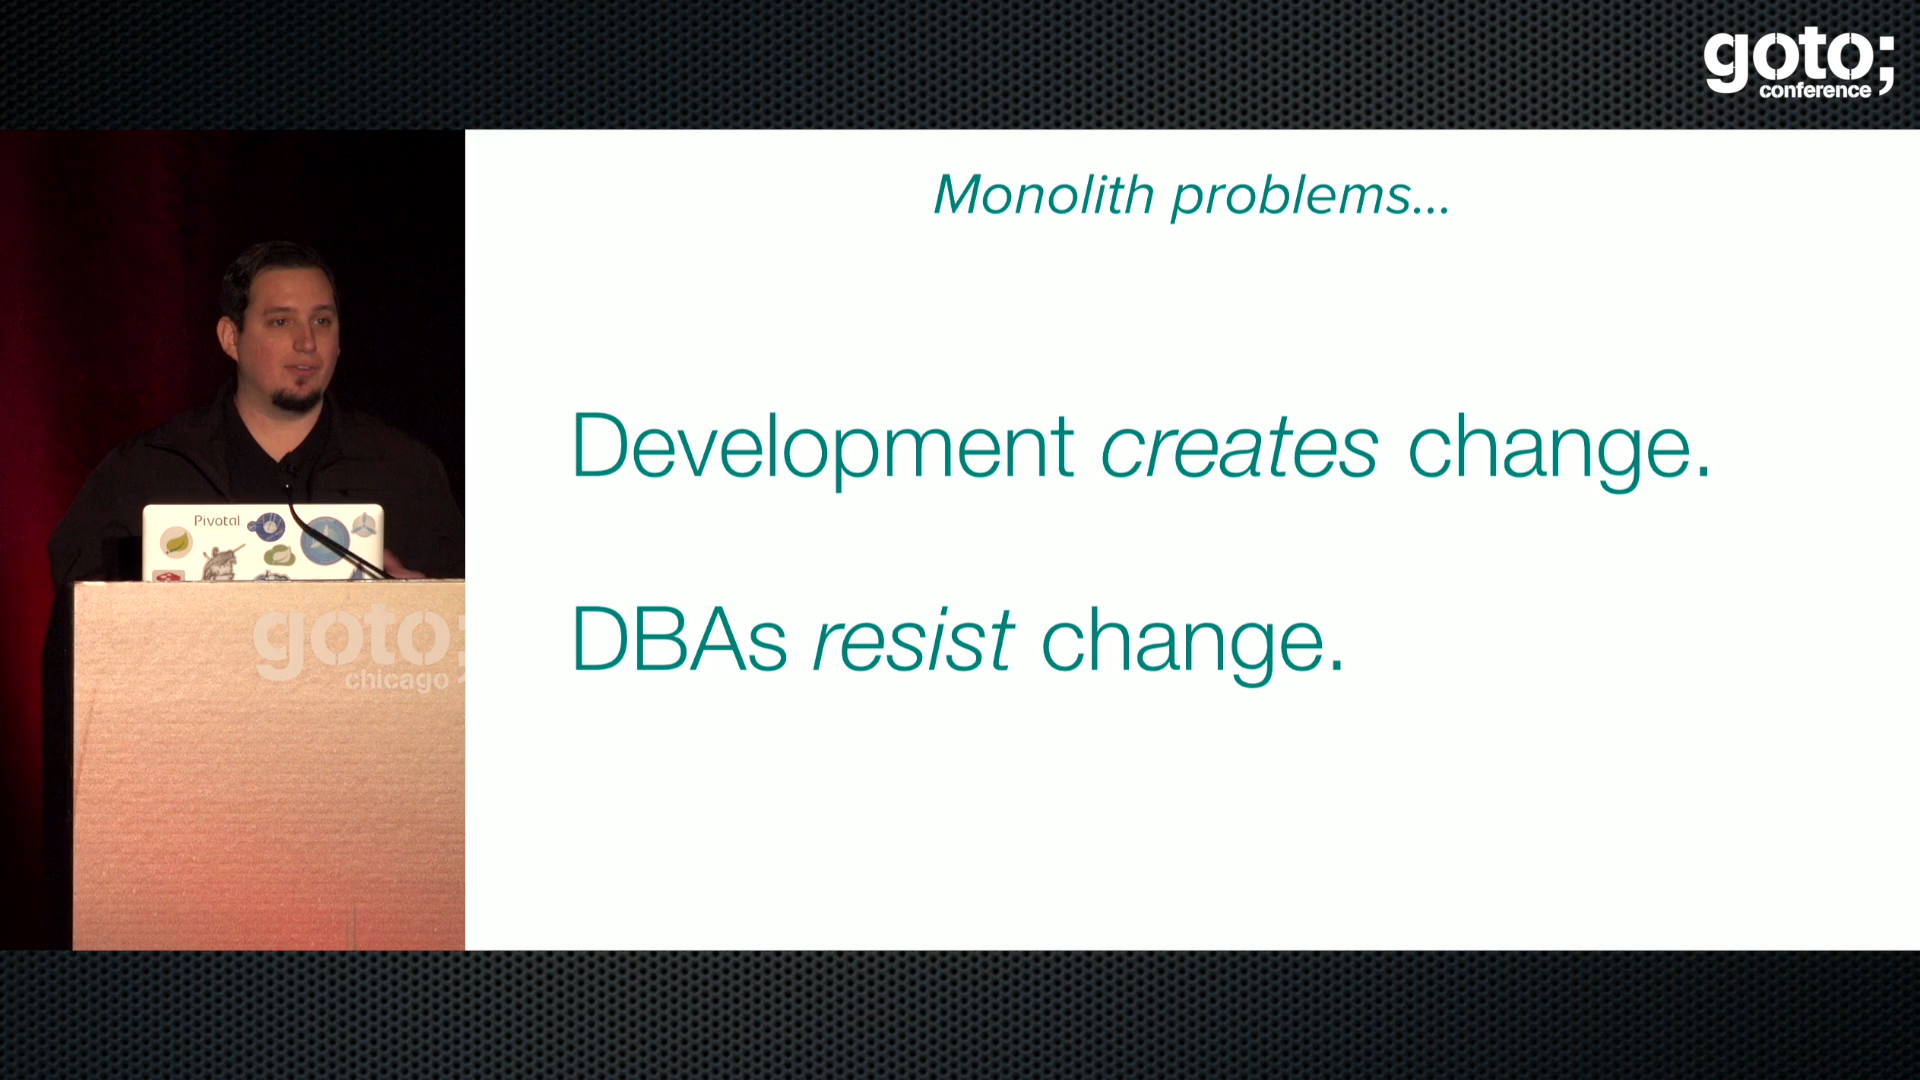 goto;
conference
Monolith problems...
Development creates change.
DBAs resist change.
Pivotal
goto;
chicago